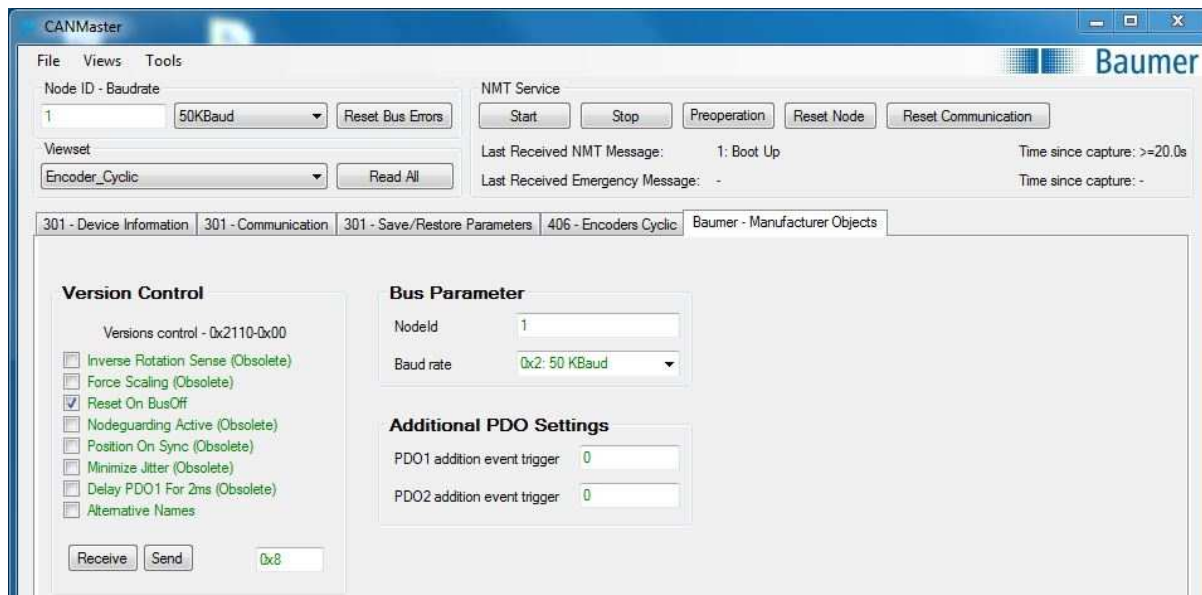 CANMaster
File Views Tools
Baumer
Node ID - Baudrate
1 50KBaud Reset Bus Errors
NMT Service
Start Stop Preoperation Reset Node Reset Communication
Viewset
Encoder_Cyclic Read All
Last Received NMT Message: 1: Boot Up Time since capture: >=20.0s
Last Received Emergency Message: - Time since capture: -
301 - Device Information 301 - Communication 301 - Save/Restore Parameters 406 - Encoders Cyclic Baumer - Manufacturer Objects
Version Control
Versions control - 0x2110-0x00
Inverse Rotation Sense (Obsolete)
Force Scaling (Obsolete)
Reset On BusOff
Nodeguarding Active (Obsolete)
Position On Sync (Obsolete)
Minimize Jitter (Obsolete)
Delay PDO1 For 2ms (Obsolete)
Alternative Names
Receive Send 0x8
Bus Parameter
NodeId 1
Baud rate 0x2: 50 KBaud
Additional PDO Settings
PDO1 addition event trigger 0
PDO2 addition event trigger 0